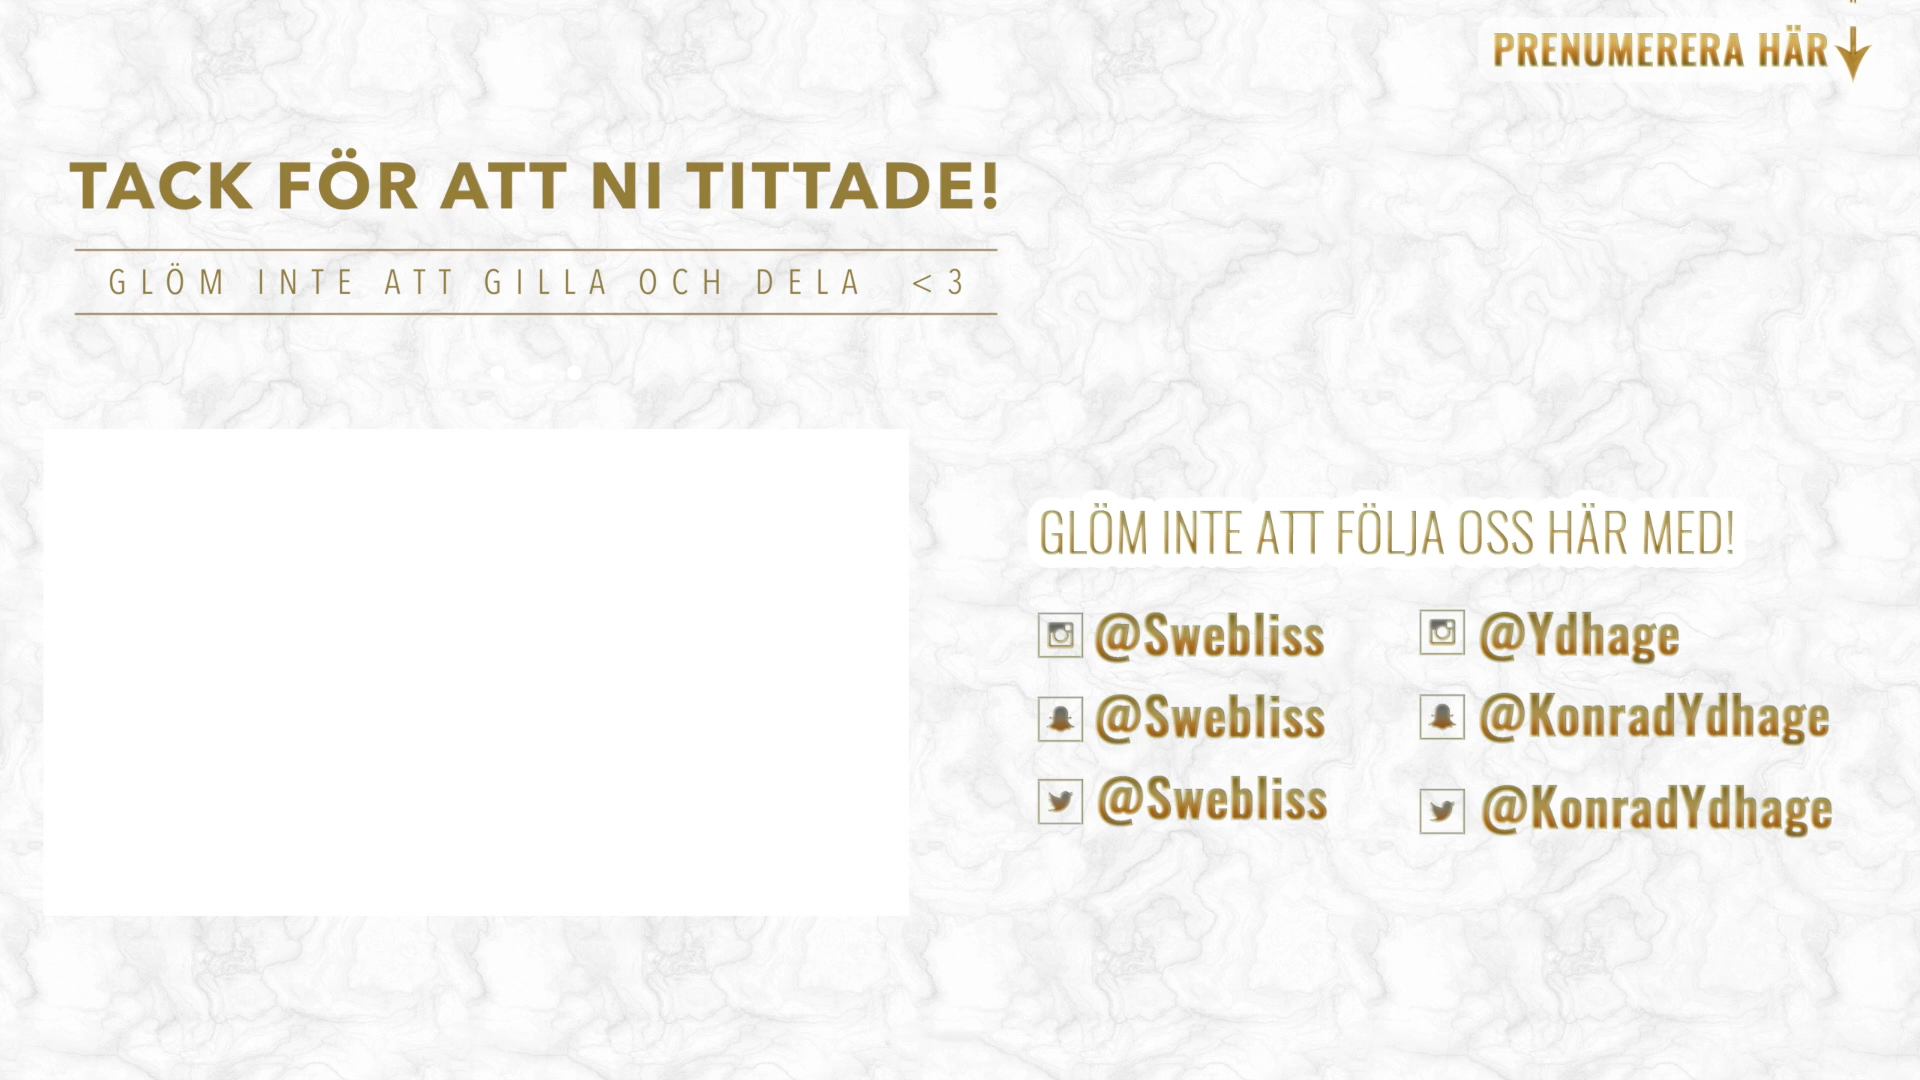 PRENUMERERA HÄR
TACK FÖR ATT NI TITTADE!
GLÖM INTE ATT GILLA OCH DELA <3
GLÖM INTE ATT FÖLJA OSS HÄR MED!
@Swebliss
@Ydhage
@Swebliss
@KonradYdhage
@Swebliss
@KonradYdhage